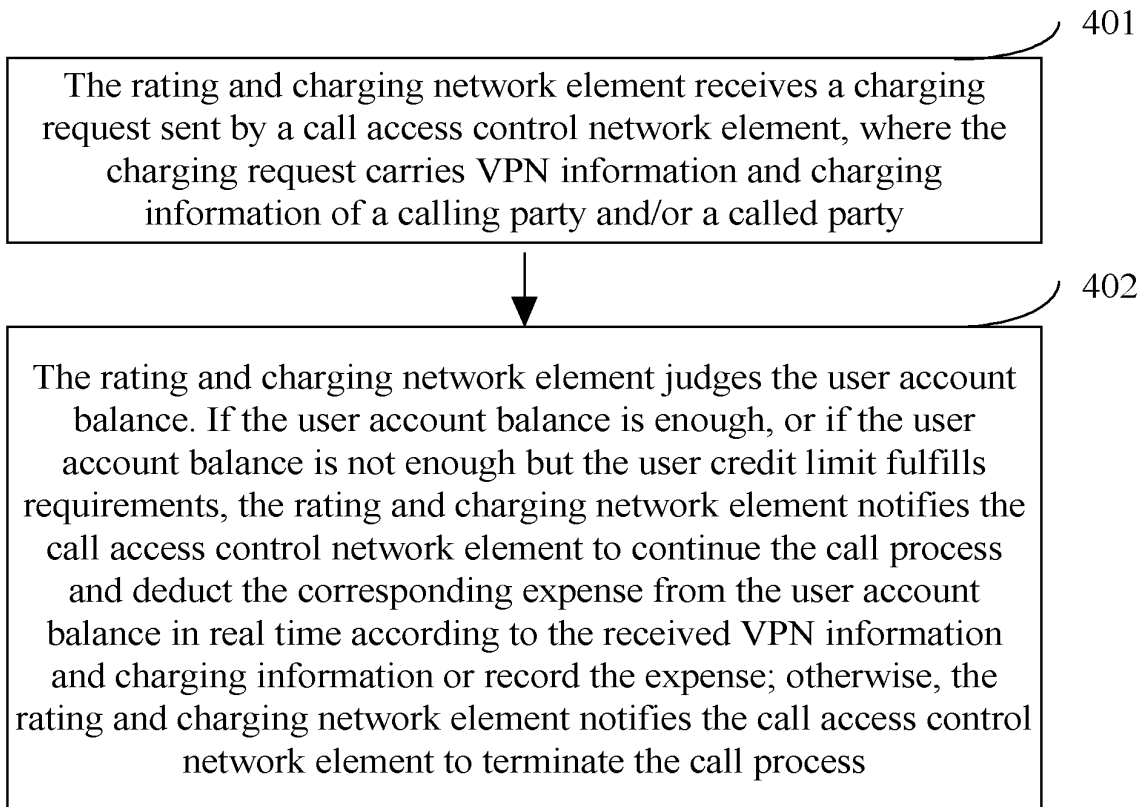 401
The rating and charging network element receives a charging
request sent by a call access control network element, where the
charging request carries VPN information and charging
information of a calling party and/or a called party
402
The rating and charging network element judges the user account
balance. If the user account balance is enough, or if the user
account balance is not enough but the user credit limit fulfills
requirements, the rating and charging network element notifies the
call access control network element to continue the call process
and deduct the corresponding expense from the user account
balance in real time according to the received VPN information
and charging information or record the expense; otherwise, the
rating and charging network element notifies the call access control
network element to terminate the call process